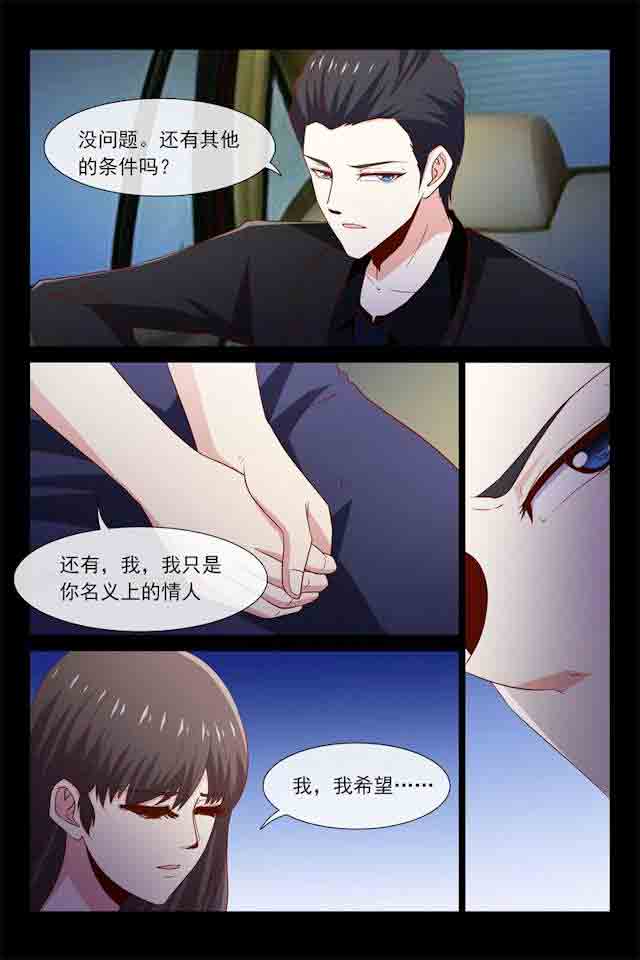 没问题。还有其他
的条件吗？
还有，我，我只是
你名义上的情人
我，我希望……